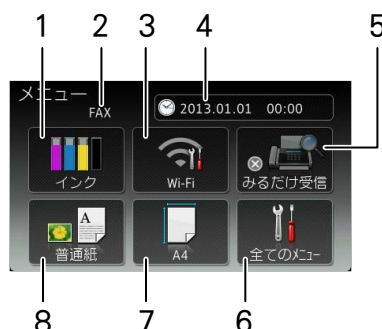 1 2 3 4 5
メニュー
FAX
2013.01.01 00:00
インク Wi-Fi みるだけ受信
A
普通紙 A4 全てのメニュー
8 7 6